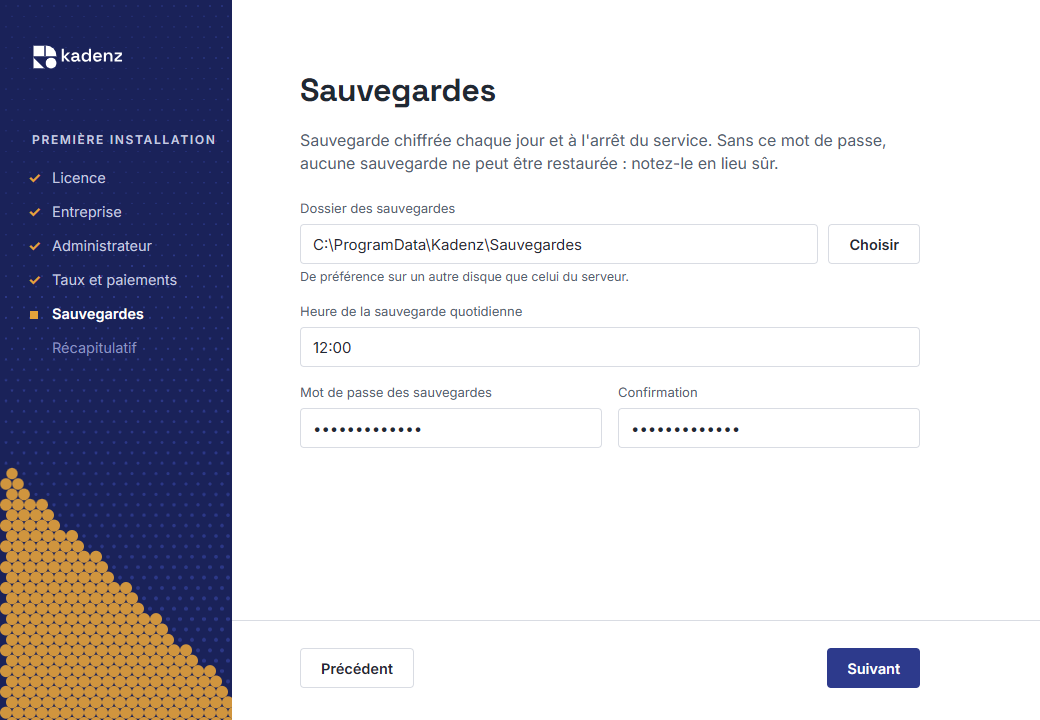 kadenz
PREMIÈRE INSTALLATION
Licence
Entreprise
Administrateur
Taux et paiements
Sauvegardes
Récapitulatif
Sauvegardes
Sauvegarde chiffrée chaque jour et à l'arrêt du service. Sans ce mot de passe,
aucune sauvegarde ne peut être restaurée : notez-le en lieu sûr.
Dossier des sauvegardes
C:\ProgramData\Kadenz\Sauvegardes
Choisir
De préférence sur un autre disque que celui du serveur.
Heure de la sauvegarde quotidienne
12:00
Mot de passe des sauvegardes
Confirmation
•••••••••••••
•••••••••••••
Précédent
Suivant